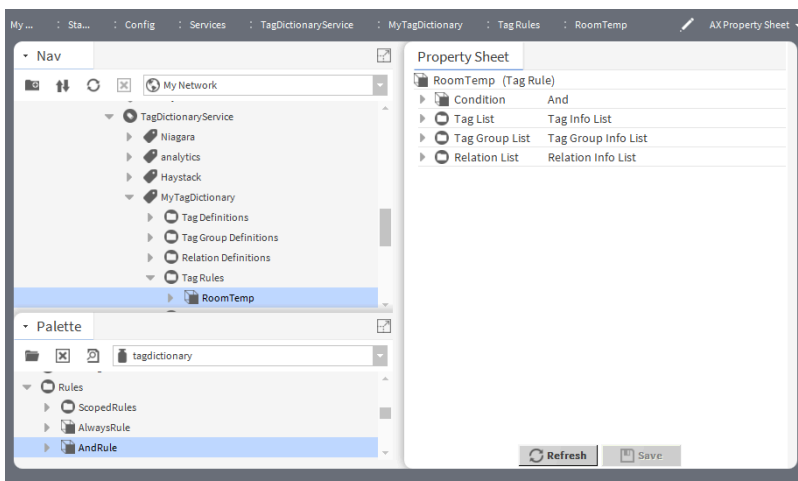 My ... : Sta... : Config : Services : TagDictionaryService : MyTagDictionary : Tag Rules : RoomTemp AX Property Sheet
Nav
My Network
TagDictionaryService
Niagara
analytics
Haystack
MyTagDictionary
Tag Definitions
Tag Group Definitions
Relation Definitions
Tag Rules
RoomTemp
Palette
tagdictionary
Rules
ScopedRules
AlwaysRule
AndRule
Property Sheet
RoomTemp (Tag Rule)
Condition And
Tag List Tag Info List
Tag Group List Tag Group Info List
Relation List Relation Info List
Refresh Save